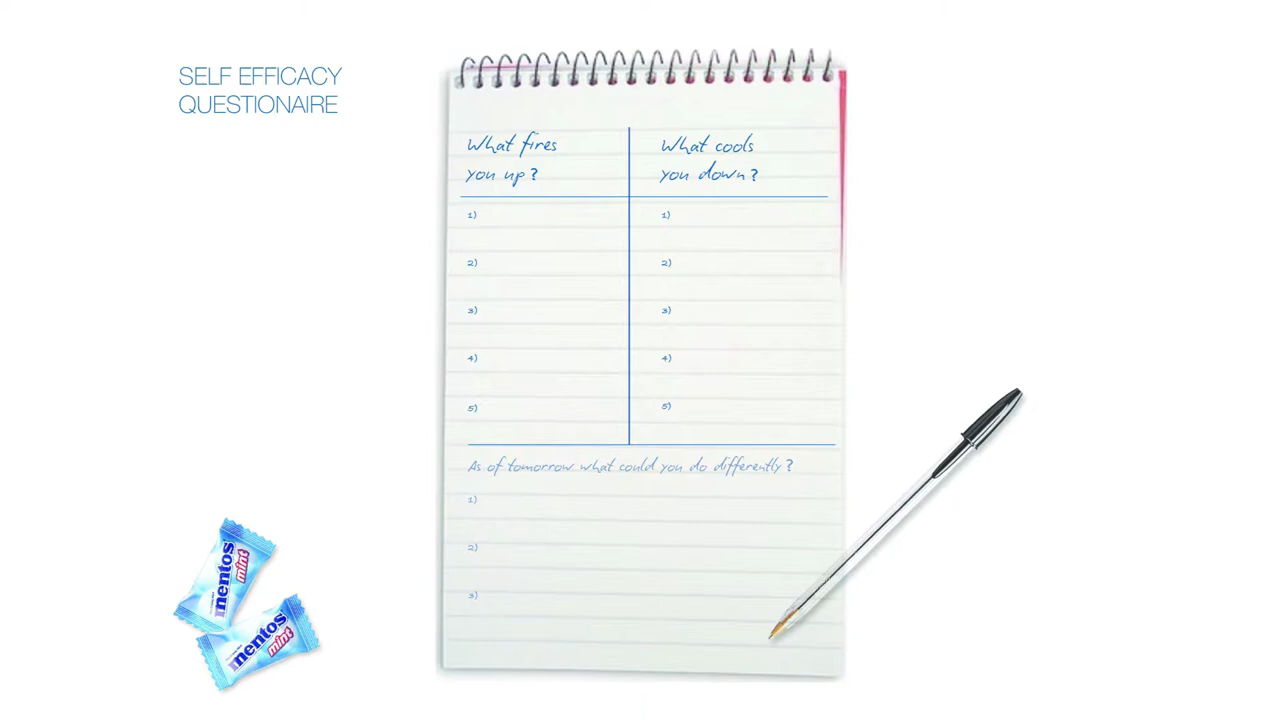 SELF EFFICACY
QUESTIONAIRE
What fires
you up?
1)
2)
3)
4)
5)
What cools
you down?
1)
2)
3)
4)
5)
As of tomorrow what could you do differently?
1)
2)
3)
mentos
mint
mentos
mint